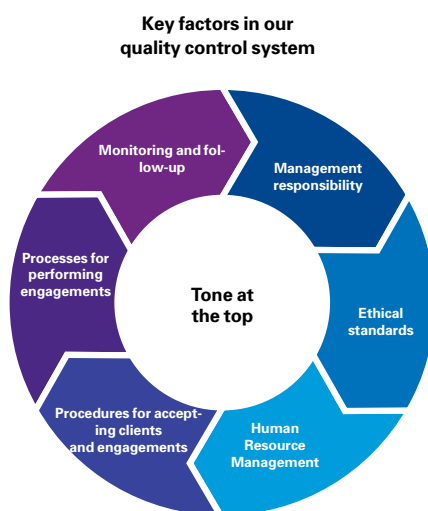 Key factors in our
quality control system
Monitoring and fol-
low-up
Management
responsibility
Processes for
performing
engagements
Tone at
the top
Ethical
standards
Procedures for accept-
ing clients
and engagements
Human
Resource
Management